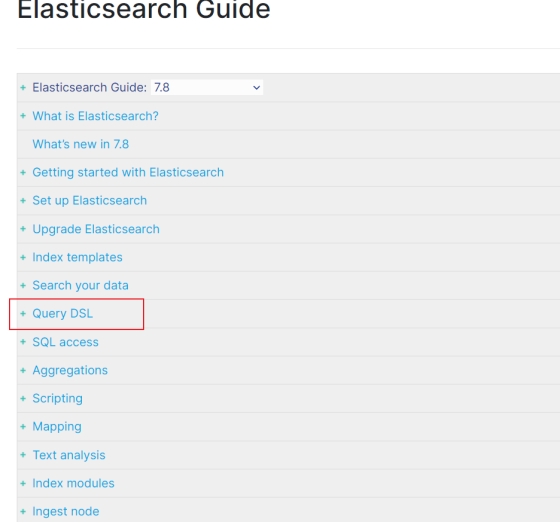 Elasticsearch Guide
+ Elasticsearch Guide: 7.8
+ What is Elasticsearch?
What's new in 7.8
+ Getting started with Elasticsearch
+ Set up Elasticsearch
+ Upgrade Elasticsearch
+ Index templates
+ Search your data
+ Query DSL
+ SQL access
+ Aggregations
+ Scripting
+ Mapping
+ Text analysis
+ Index modules
+ Ingest node